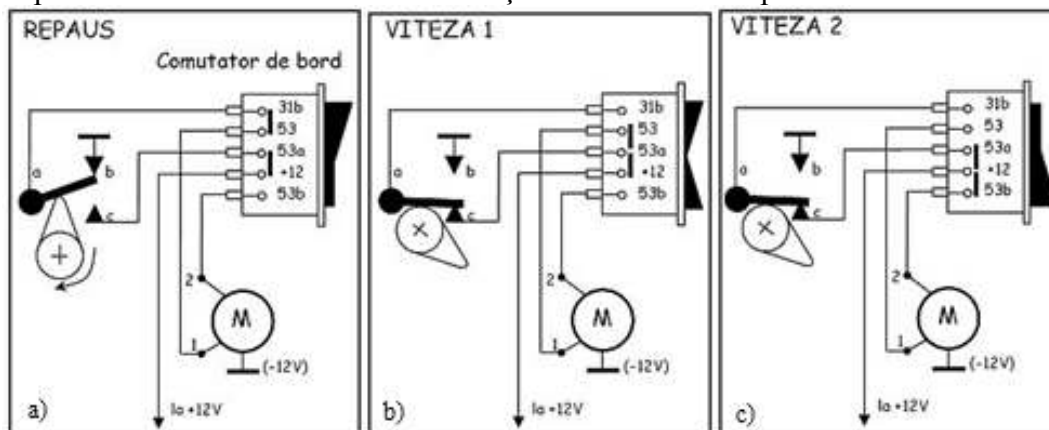 REPAUS
Comutator de bord
31b
53
53a
+12
53b
a
b
c
2
M
1
(-12V)
a)
la +12V
VITEZA 1
31b
53
53a
+12
53b
a
b
c
2
M
1
(-12V)
b)
la +12V
VITEZA 2
31b
53
53a
+12
53b
a
b
c
2
M
1
(-12V)
c)
la +12V